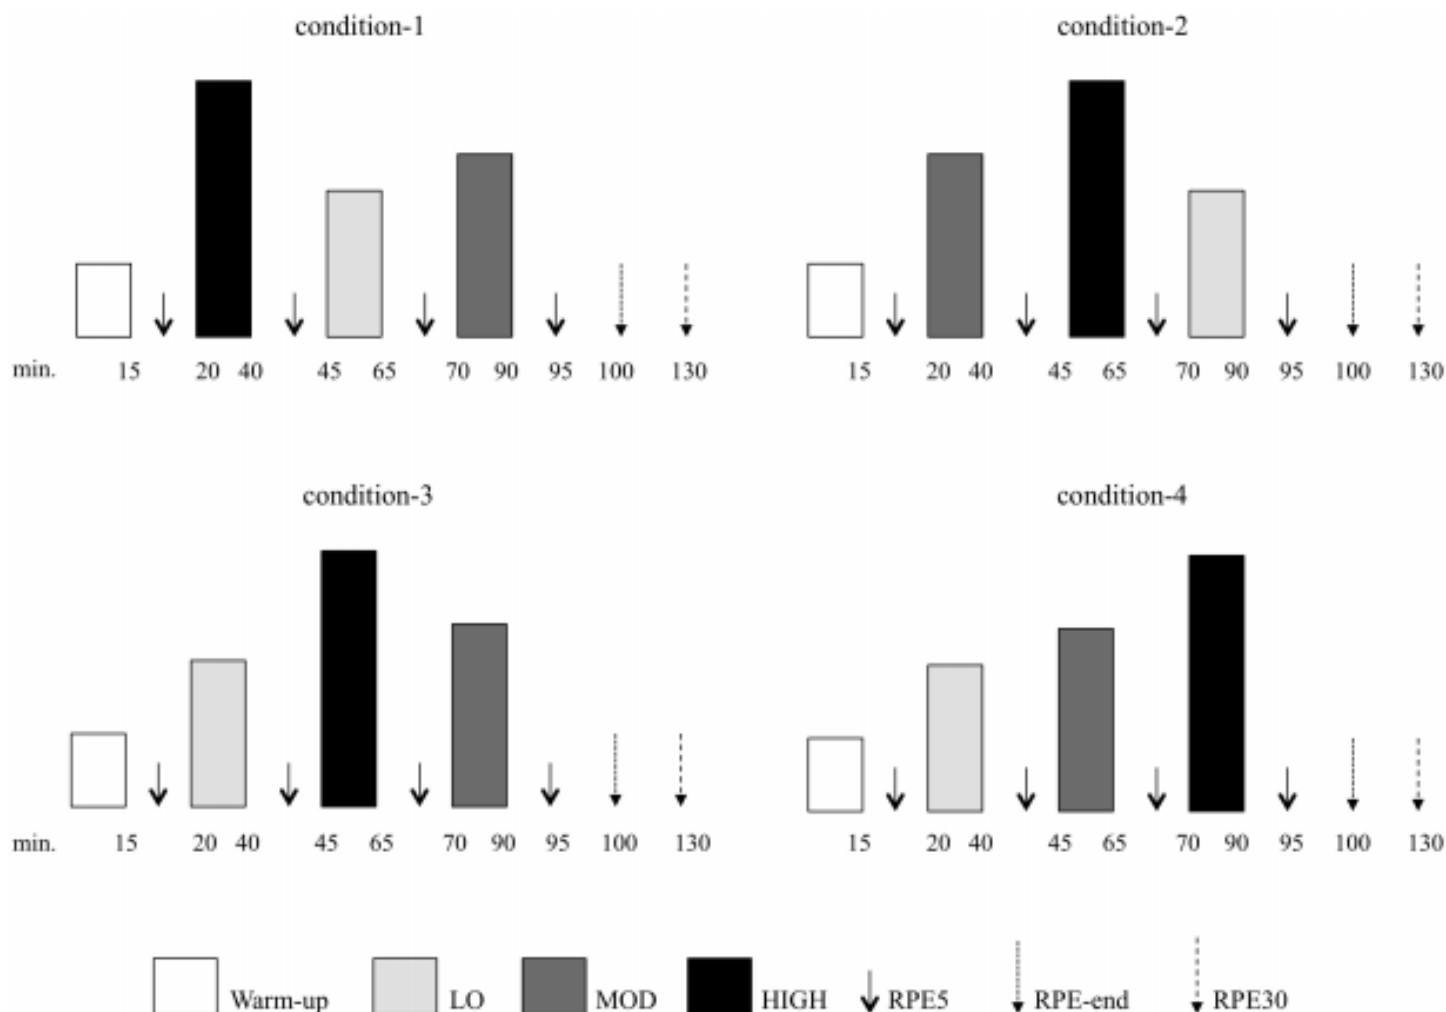 condition-1 condition-2
min. 15 20 40 45 65 70 90 95 100 130 15 20 40 45 65 70 90 95 100 130
condition-3 condition-4
min. 15 20 40 45 65 70 90 95 100 130 15 20 40 45 65 70 90 95 100 130
Warm-up LO MOD HIGH RPE5 RPE-end RPE30